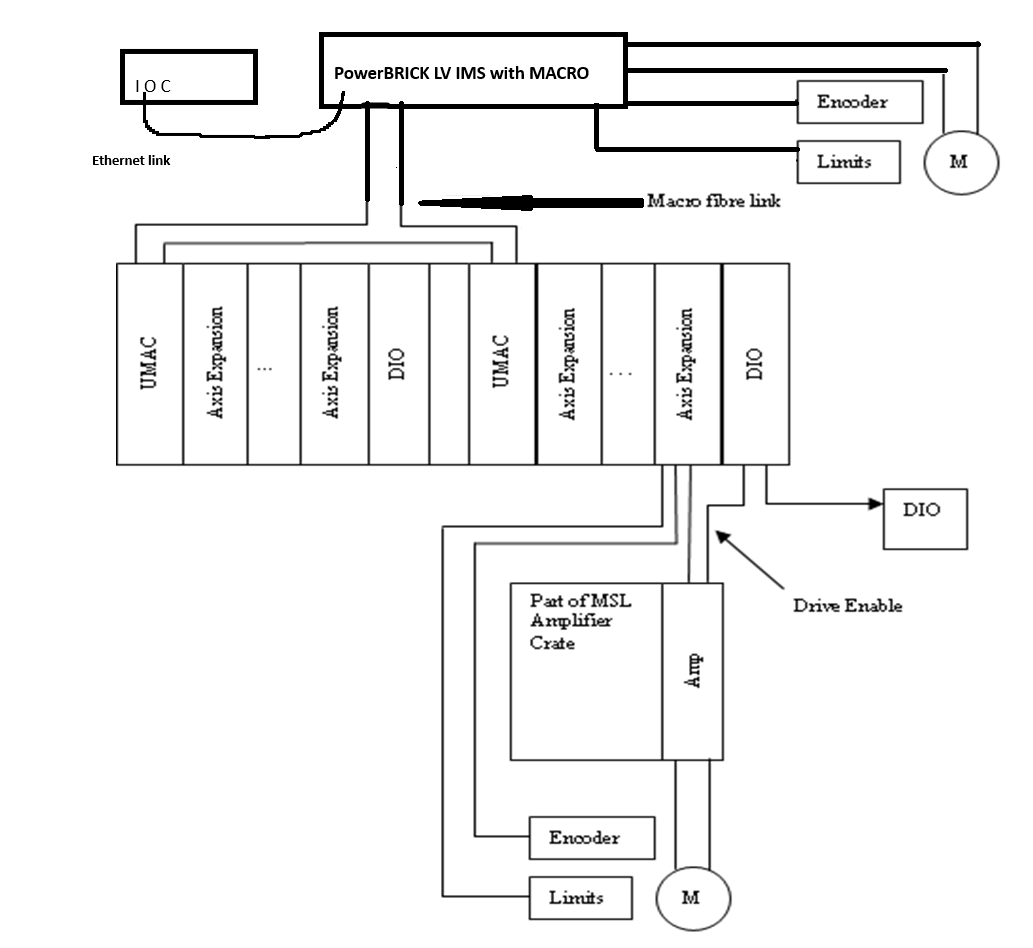 I O C
PowerBRICK LV IMS with MACRO
Encoder
Limits
M
Ethernet link
Macro fibre link
UMAC
Axis Expansion
...
Axis Expansion
DIO
UMAC
Axis Expansion
...
Axis Expansion
DIO
DIO
Drive Enable
Part of MSL
Amplifier
Crate
Amp
Encoder
Limits
M